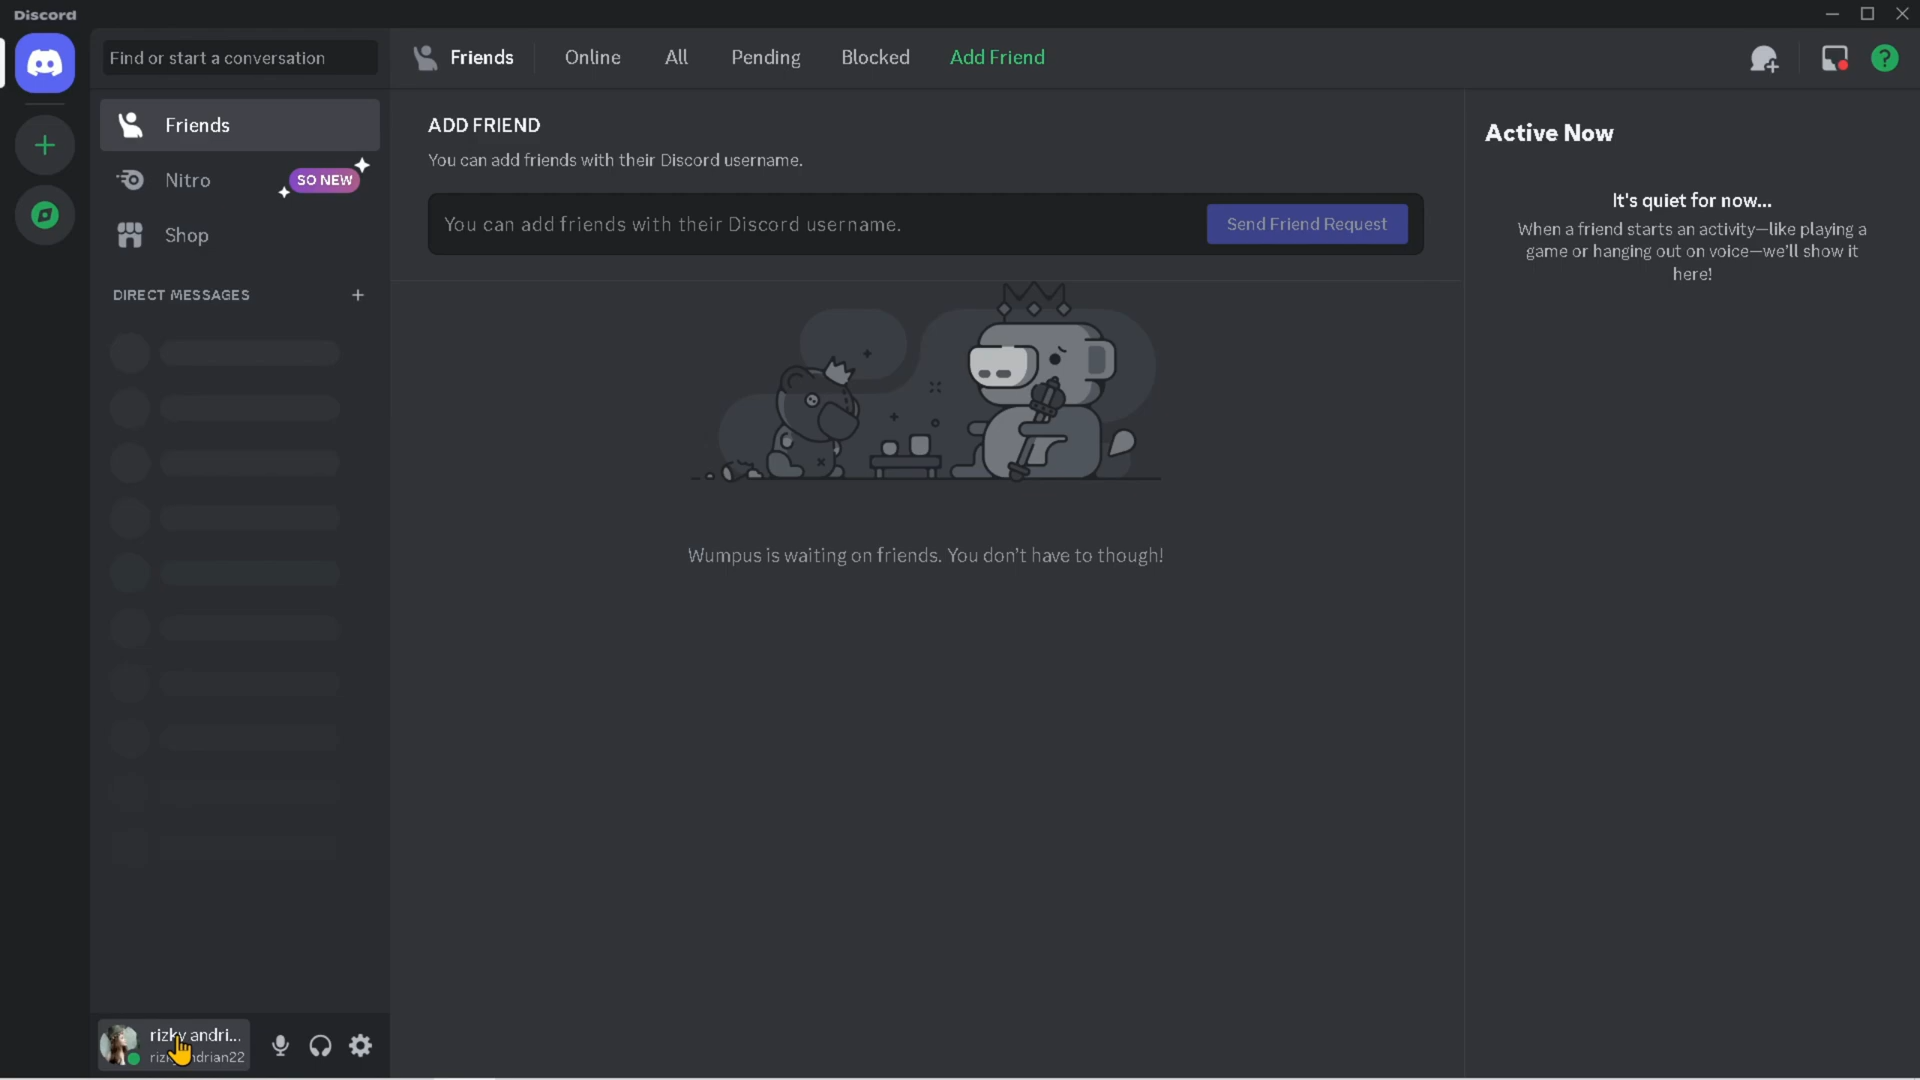 Discord
Find or start a conversation
Friends
Online
All
Pending
Blocked
Add Friend
?
Friends
Nitro
SO NEW
Shop
DIRECT MESSAGES
ADD FRIEND
You can add friends with their Discord username.
You can add friends with their Discord username.
Send Friend Request
Wumpus is waiting on friends. You don't have to though!
Active Now
It's quiet for now...
When a friend starts an activity—like playing a
game or hanging out on voice—we'll show it
here!
rizky andri...